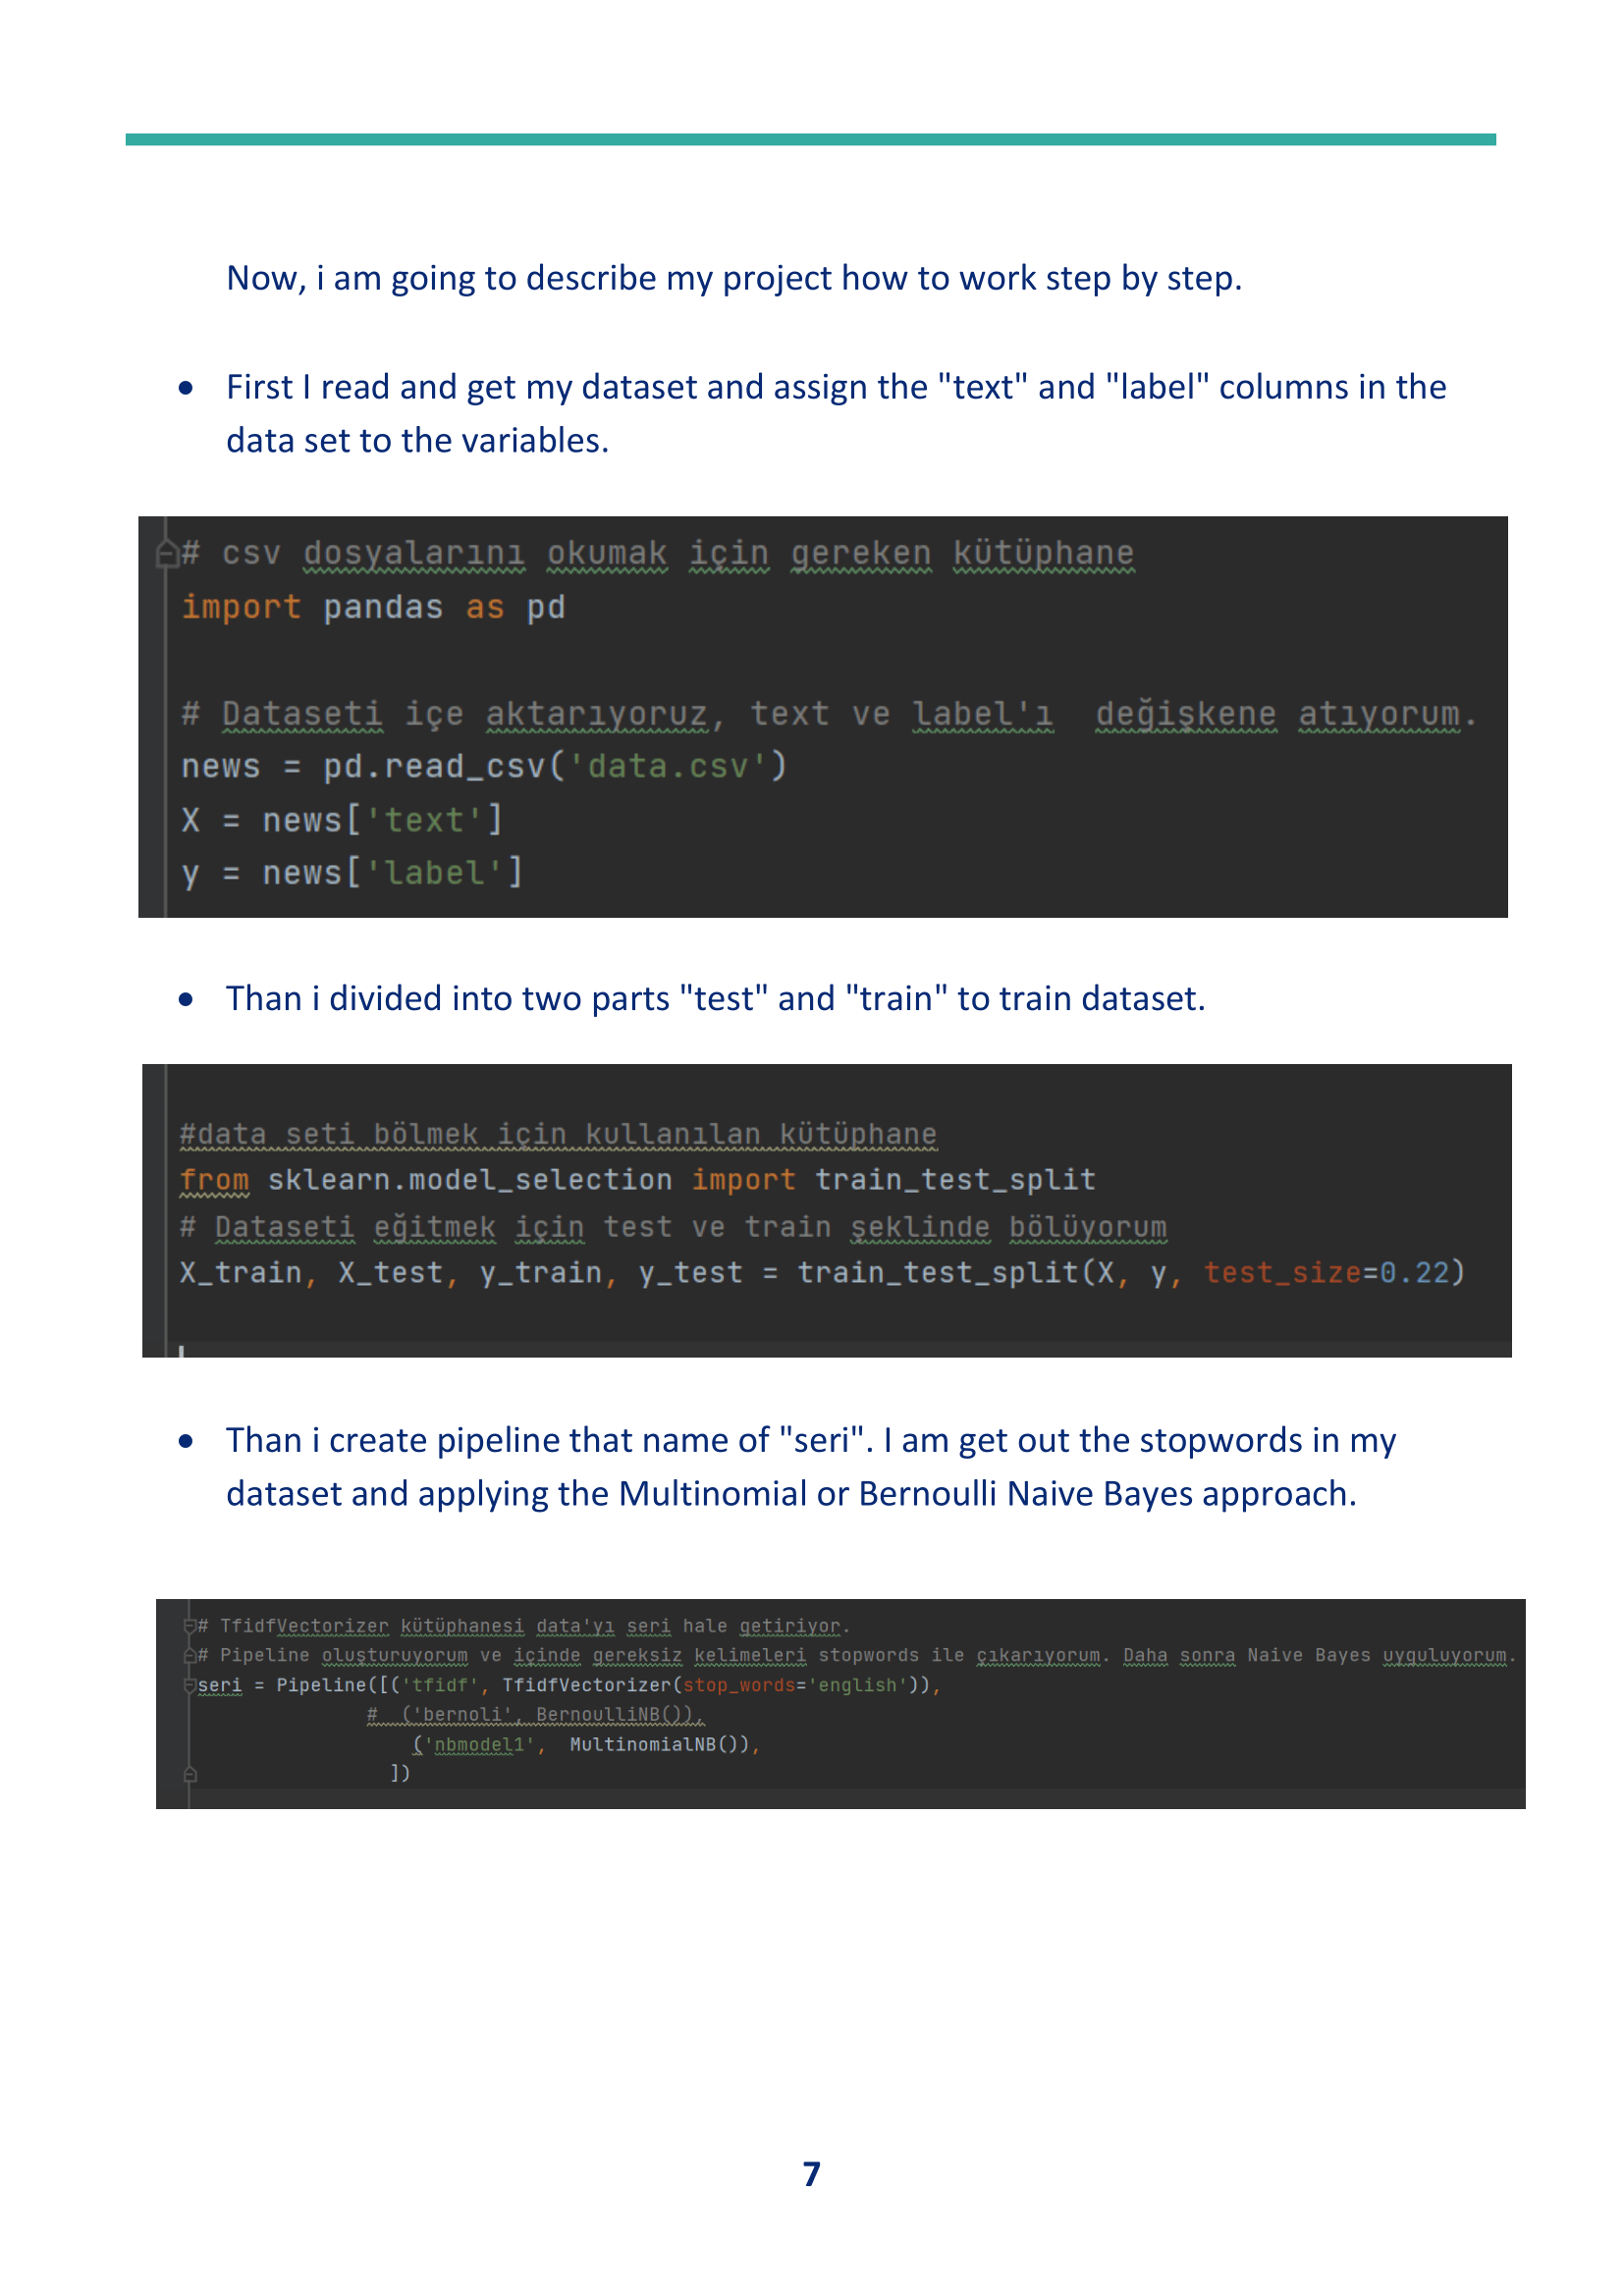 Now, i am going to describe my project how to work step by step.
• First I read and get my dataset and assign the "text" and "label" columns in the
data set to the variables.
# csv dosyalarını okumak için gereken kütüphane
import pandas as pd
# Dataseti içe aktarıyoruz, text ve label'ı  değişkene atıyorum.
news = pd.read_csv('data.csv')
X = news['text']
y = news['label']
• Than i divided into two parts "test" and "train" to train dataset.
#data seti bölmek için kullanılan kütüphane
from sklearn.model_selection import train_test_split
# Dataseti eğitmek için test ve train şeklinde bölüyorum
X_train, X_test, y_train, y_test = train_test_split(X, y, test_size=0.22)
• Than i create pipeline that name of "seri". I am get out the stopwords in my
dataset and applying the Multinomial or Bernoulli Naive Bayes approach.
# TfidfVectorizer kütüphanesi data'yı seri hale getiriyor.
# Pipeline oluşturuyorum ve içinde gereksiz kelimeleri stopwords ile çıkarıyorum. Daha sonra Naive Bayes uyguluyorum.
seri = Pipeline([('tfidf', TfidfVectorizer(stop_words='english')),
#  ('bernoli', BernoulliNB()),
('nbmodel1',  MultinomialNB()),
])
7